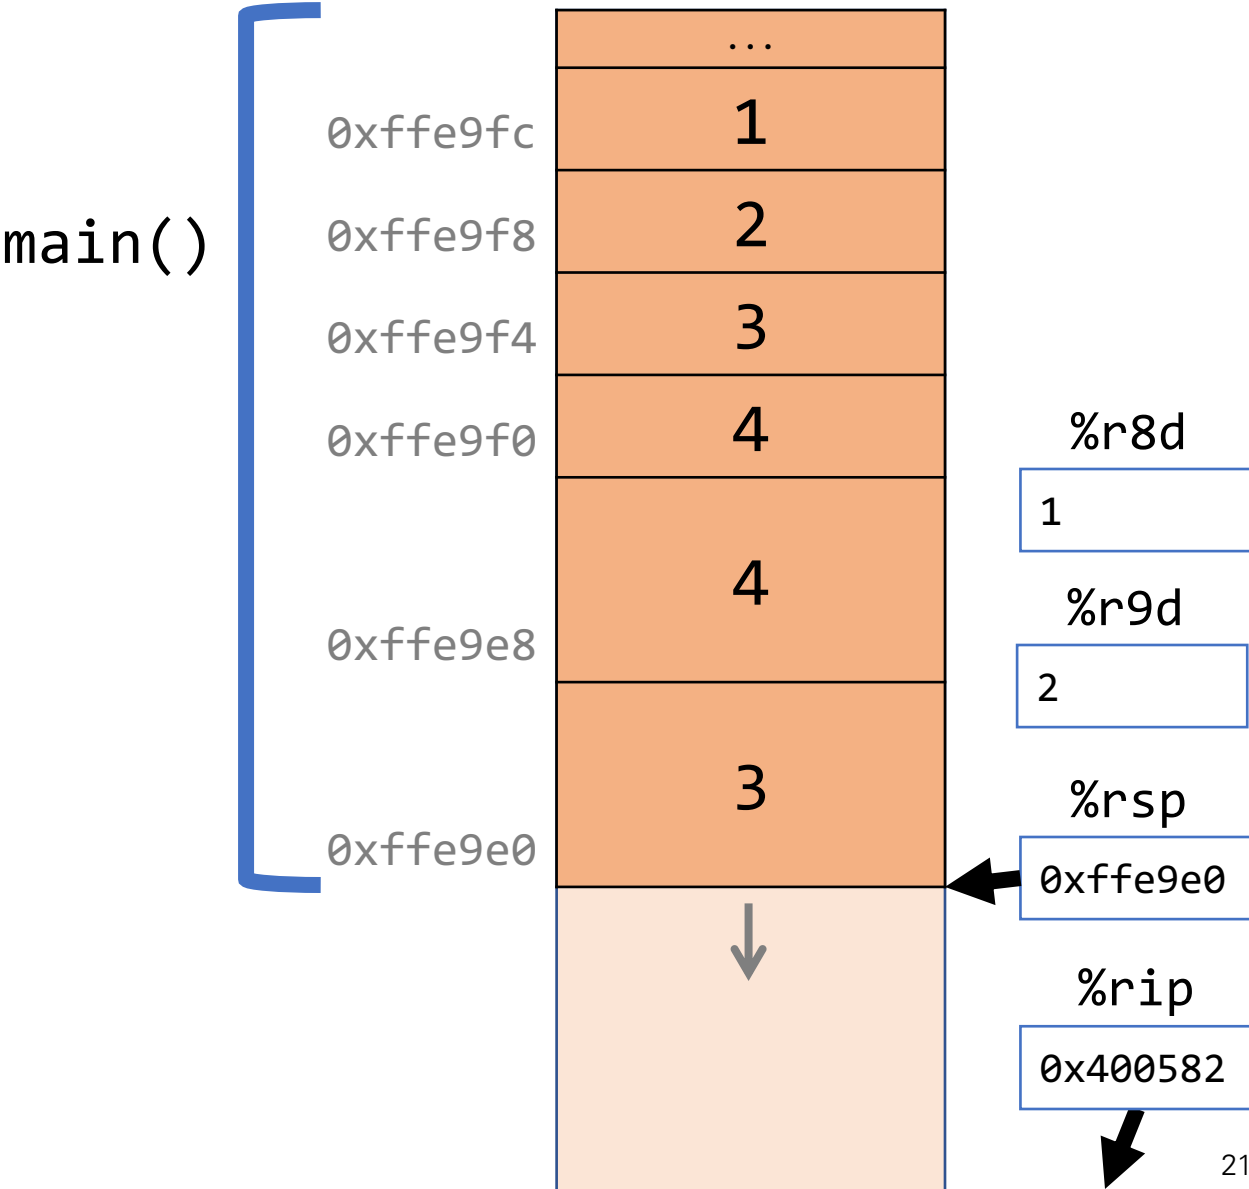 ...
0xffe9fc 1
main() 0xffe9f8 2
0xffe9f4 3
0xffe9f0 4
%r8d
1
4
%r9d
0xffe9e8
2
3
%rsp
0xffe9e0
0xffe9e0
%rip
0x400582
21